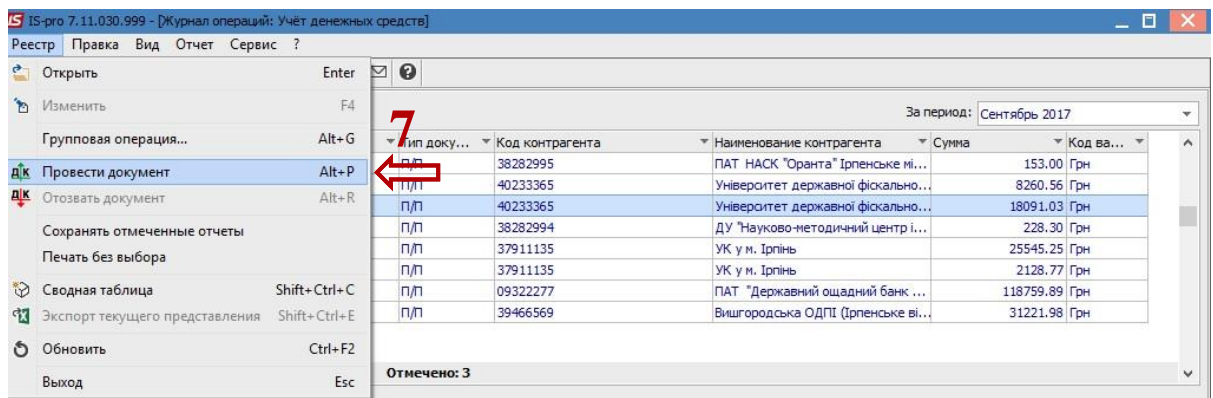 IS-pro 7.11.030.999 - [Журнал операций: Учёт денежных средств]
Реестр Правка Вид Отчет Сервис ?
Открыть Enter
Изменить F4
За период: Сентябрь 2017
Групповая операция... Alt+G
7
Тип доку... Код контрагента Наименование контрагента Сумма Код ва...
П/П 38282995 ПАТ НАСК "Оранта" Ірпенське мі... 153.00 Грн
Провести документ Alt+P
П/П 40233365 Університет державної фіскально... 8260.56 Грн
Отозвать документ Alt+R
П/П 40233365 Університет державної фіскально... 18091.03 Грн
Сохранять отмеченные отчеты
П/П 38282994 ДУ "Науково-методичний центр і... 228.30 Грн
Печать без выбора
П/П 37911135 УК у м. Ірпінь 25545.25 Грн
П/П 37911135 УК у м. Ірпінь 2128.77 Грн
Сводная таблица Shift+Ctrl+C
П/П 09322277 ПАТ "Державний ощадний банк ... 118759.89 Грн
Экспорт текущего представления Shift+Ctrl+E
П/П 39466569 Вишгородська ОДПІ (Ірпенське ві... 31221.98 Грн
Обновить Ctrl+F2
Отмечено: 3
Выход Esc